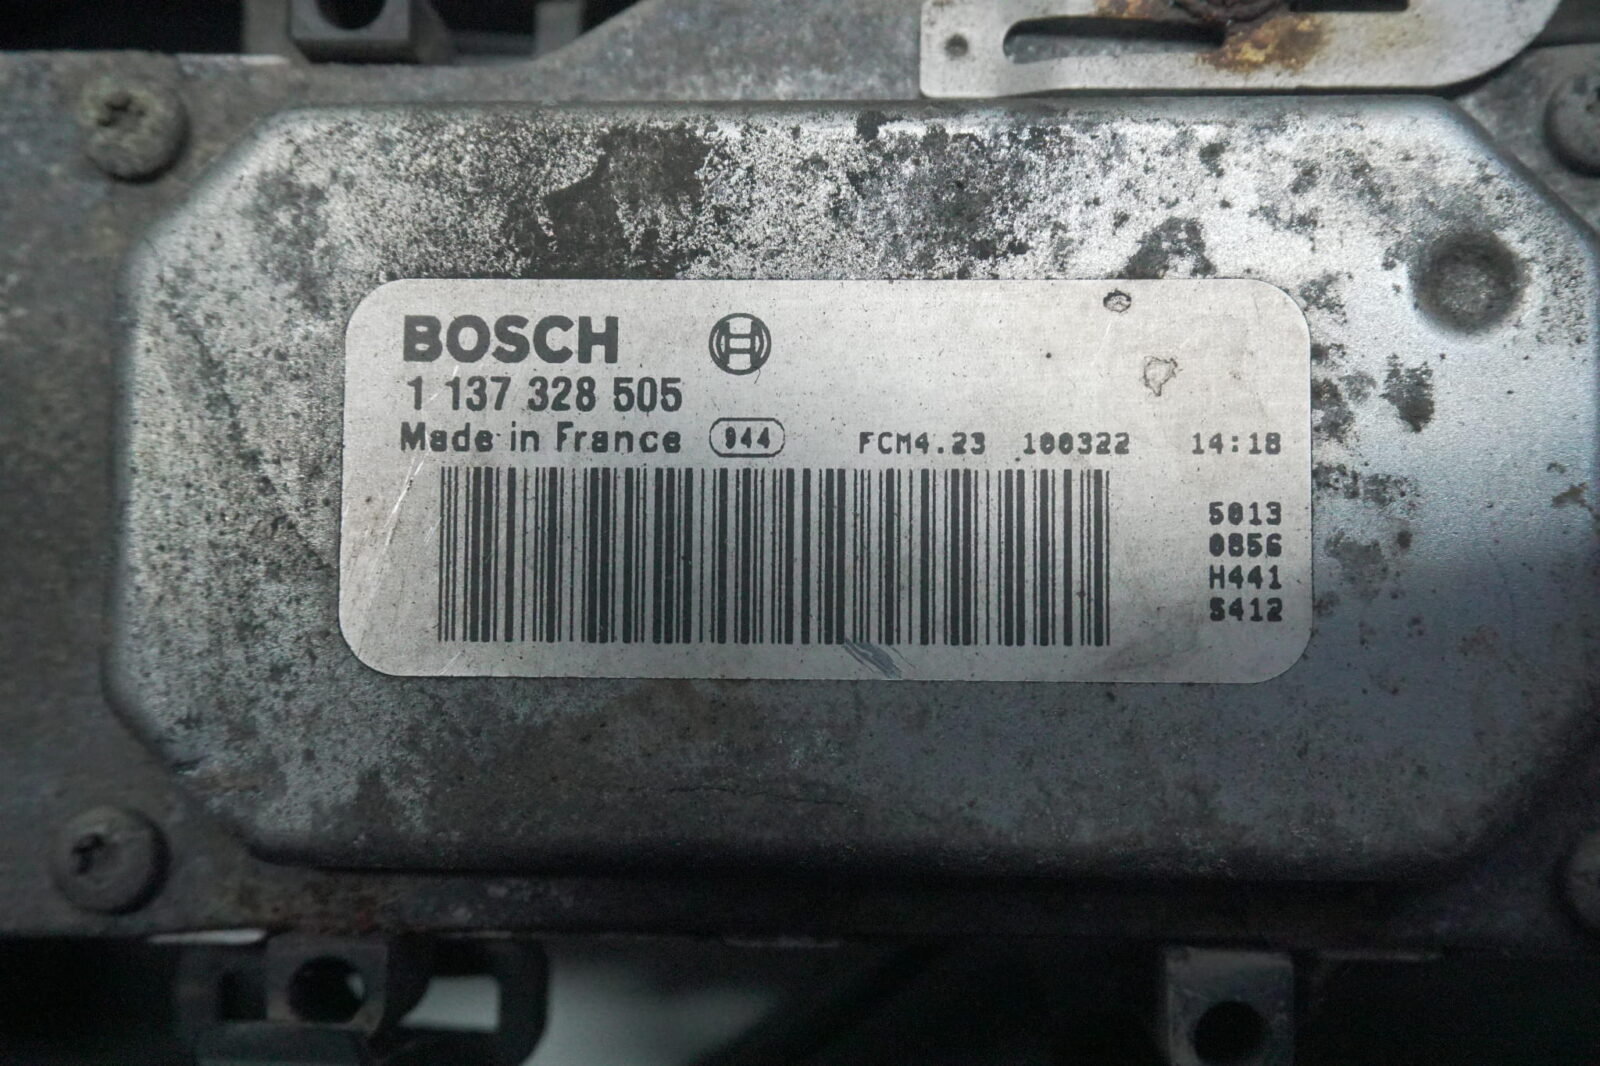 BOSCH
1 137 328 505
Made in France 944 FCM4.23 100322 14:18
5013
0856
H441
S412